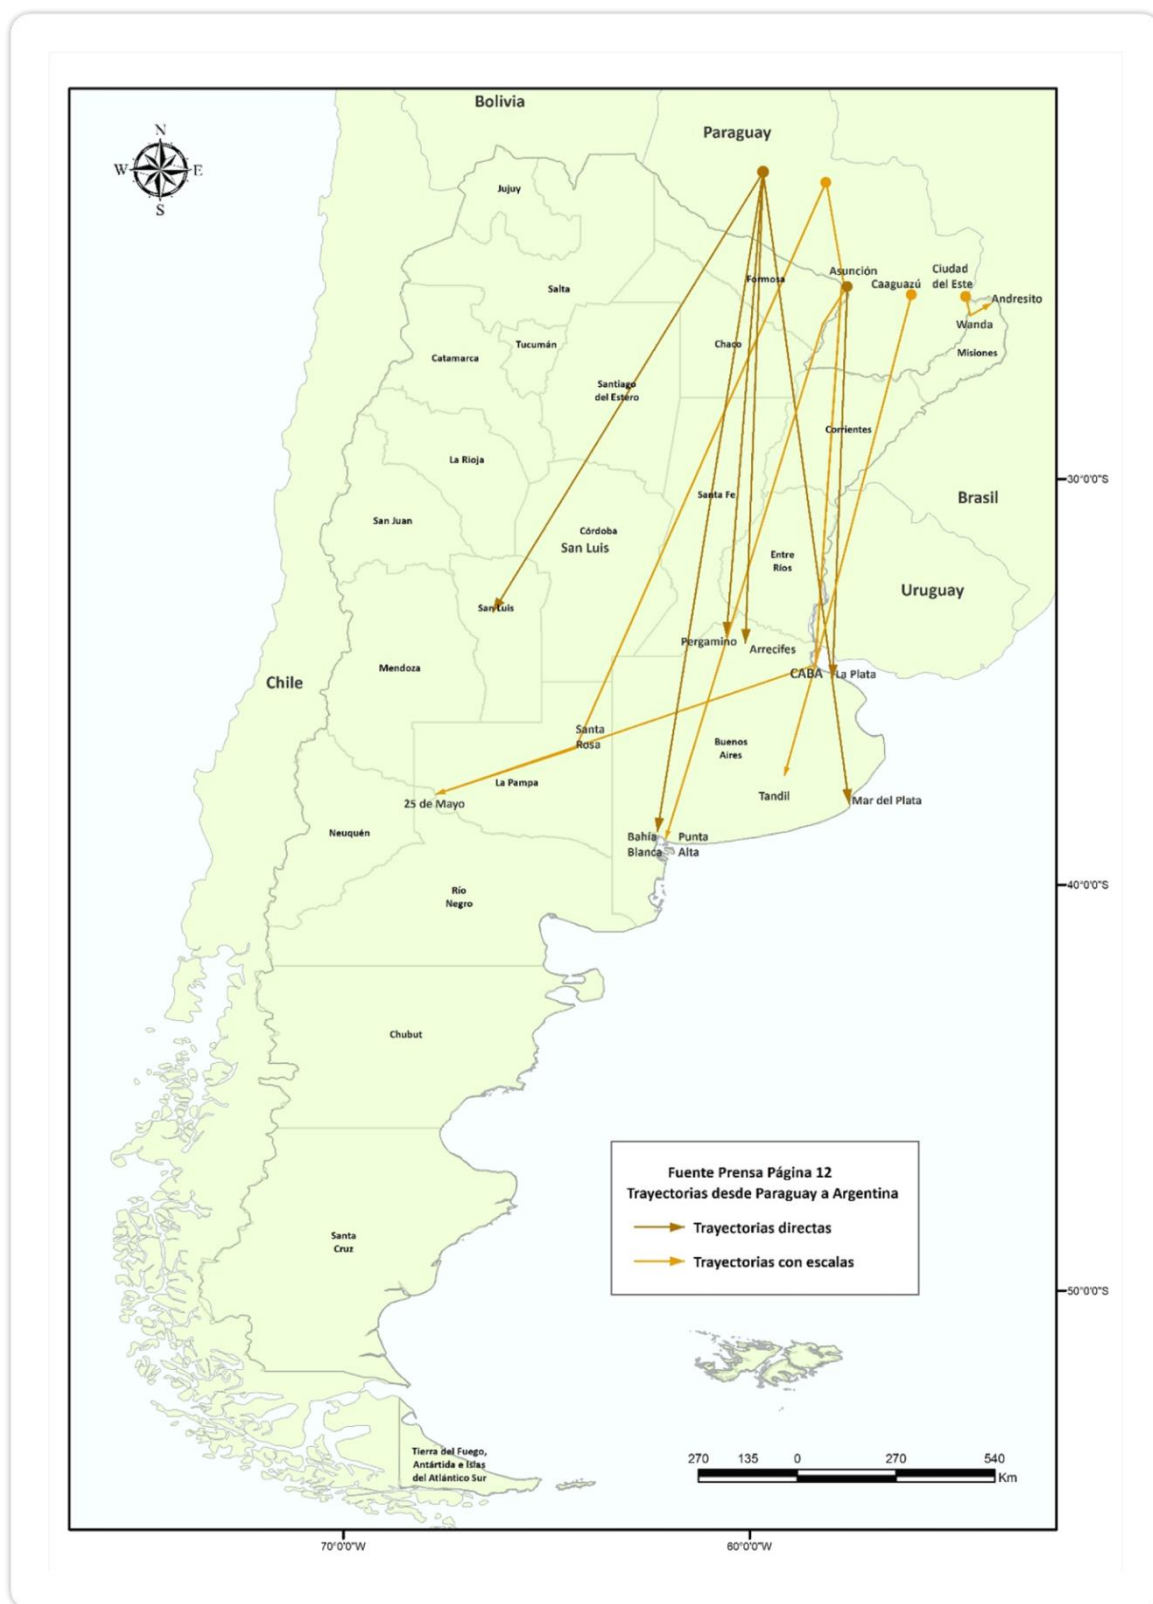 Bolivia
Paraguay
N
W
E
S
Jujuy
Salta
Formosa
Asunción
Caaguazú
Ciudad
del Este
Andresito
Wanda
Misiones
Tucumán
Catamarca
Chaco
Santiago
del Estero
Corrientes
La Rioja
30°0'0"S
Santa Fe
Brasil
San Juan
Córdoba
San Luis
Entre
Ríos
Uruguay
San Luis
Pergamino
Arrecifes
Mendoza
CABA
La Plata
Chile
Santa
Rosa
Buenos
Aires
La Pampa
25 de Mayo
Tandil
Mar del Plata
Neuquén
Bahía
Blanca
Punta
Alta
40°0'0"S
Río
Negro
Chubut
Fuente Prensa Página 12
Trayectorias desde Paraguay a Argentina
Trayectorias directas
Trayectorias con escalas
Santa
Cruz
50°0'0"S
Tierra del Fuego,
Antártida e Islas
del Atlántico Sur
270 135 0 270 540
Km
70°0'0"W
60°0'0"W